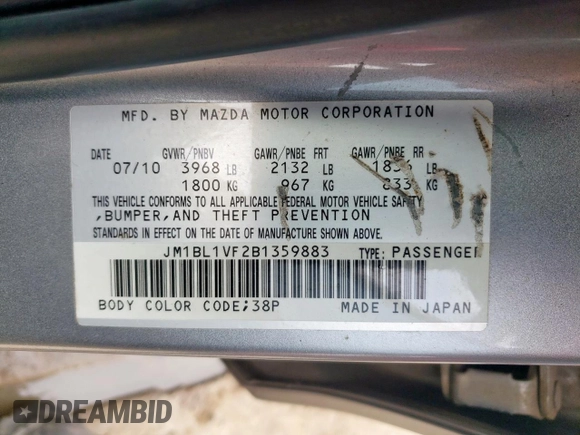 MFD. BY MAZDA MOTOR CORPORATION
DATE GVWR/PNBV GAWR/PNBE FRT GAWR/PNBE RR
07/10 3968 LB 2132 LB LB
1800 KG 967 KG 833 KG
THIS VEHICLE CONFORMS TO ALL APPLICABLE FEDERAL MOTOR VEHICLE SAFETY
,BUMPER,AND THEFT PREVENTION
STANDARDS IN EFFECT ON THE DATE OF MANUFACTURE SHOWN ABOVE.
JM1BL1VF2B1359883 TYPE: PASSENGER
BODY COLOR CODE;38P MADE IN JAPAN
DREAMBID